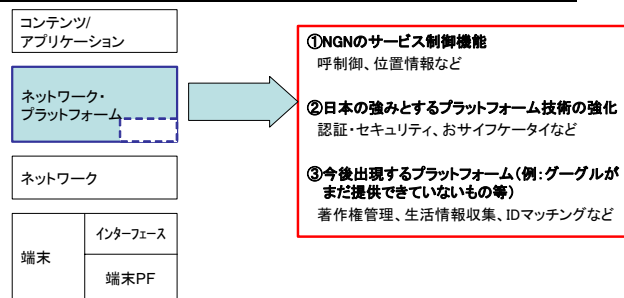 コンテンツ/
アプリケーション
ネットワーク・
プラットフォーム
ネットワーク
端末
インターフェース
端末PF
①NGNのサービス制御機能
呼制御、位置情報など
②日本の強みとするプラットフォーム技術の強化
認証・セキュリティ、おサイフケータイなど
③今後出現するプラットフォーム(例:グーグルが
まだ提供できていないもの等)
著作権管理、生活情報収集、IDマッチングなど